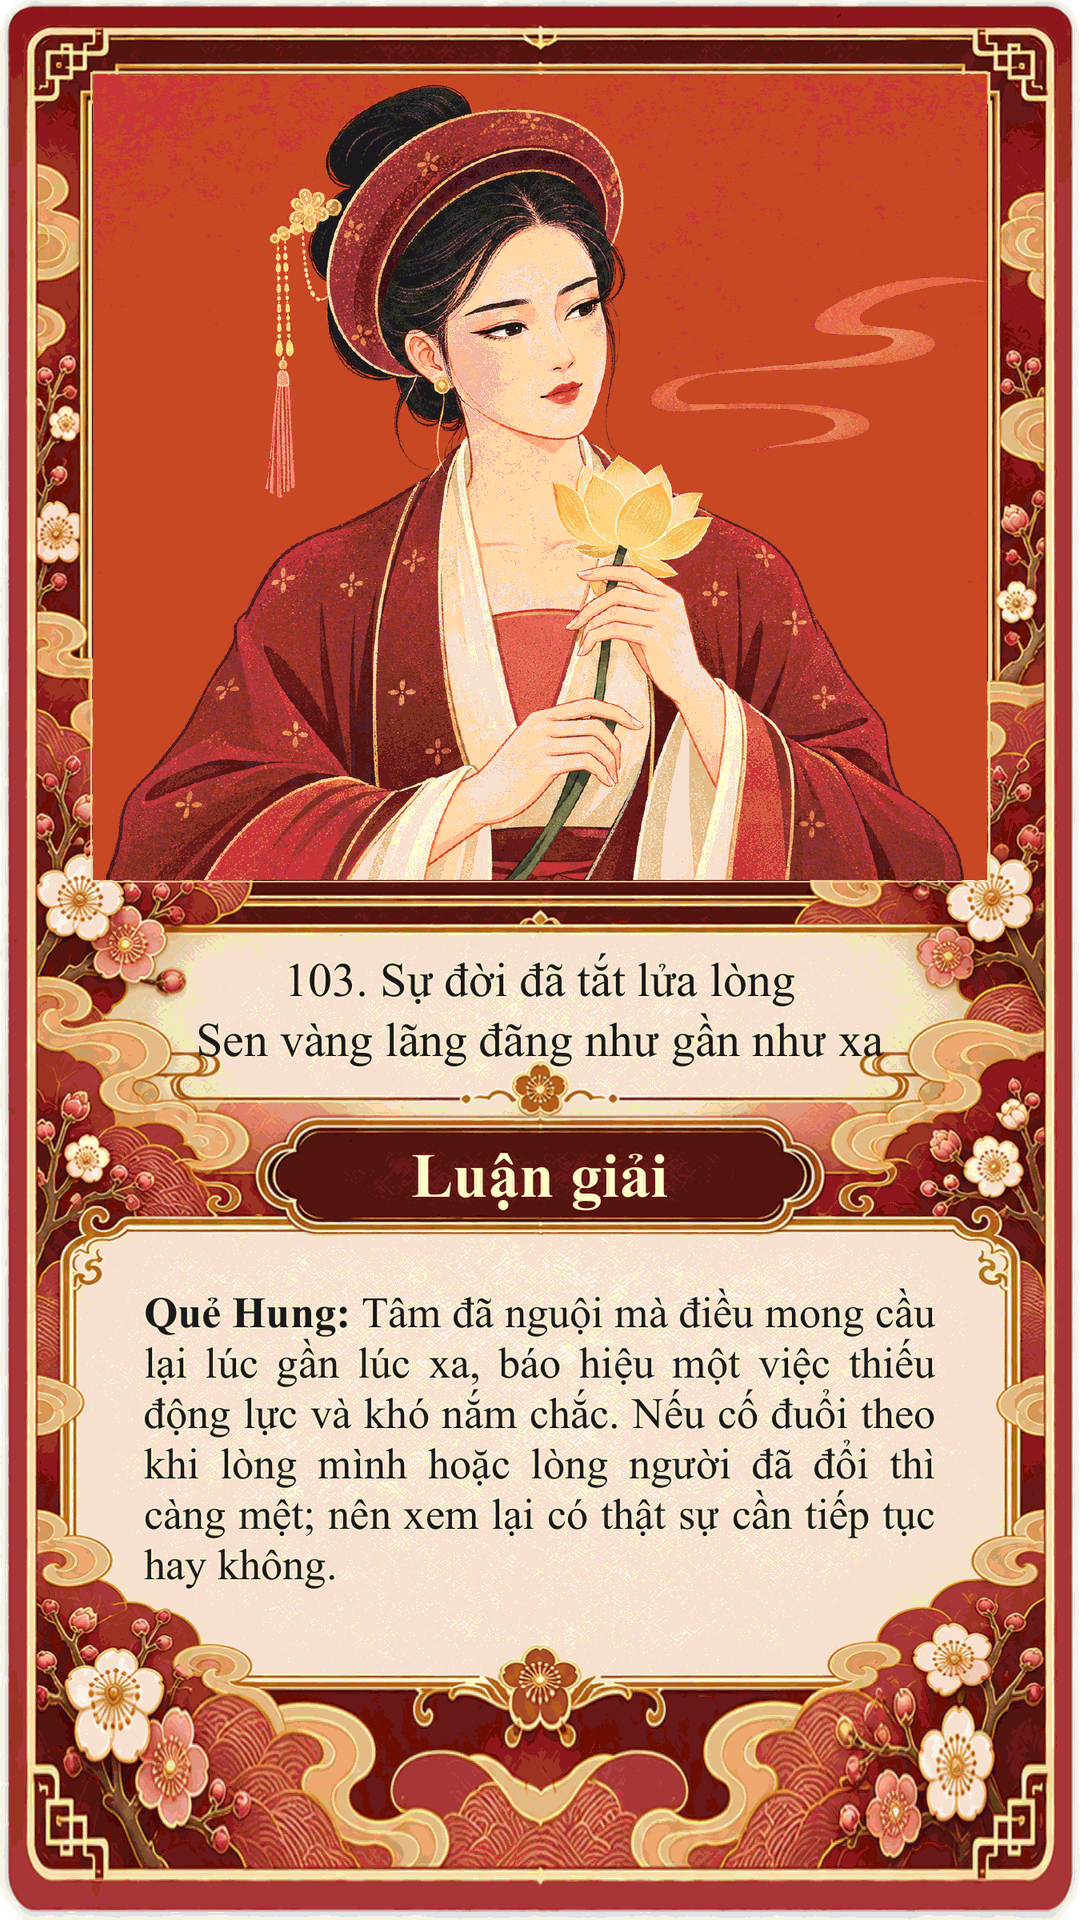 103. Sự đời đã tắt lửa lòng
Sen vàng lãng đãng như gần như xa
Luận giải
Quẻ Hung: Tâm đã nguội mà điều mong cầu
lại lúc gần lúc xa, báo hiệu một việc thiếu
động lực và khó nắm chắc. Nếu cố đuổi theo
khi lòng mình hoặc lòng người đã đổi thì
càng mệt; nên xem lại có thật sự cần tiếp tục
hay không.